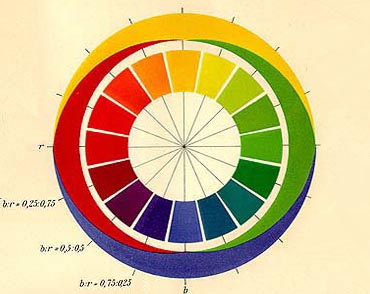 r
b:r = 0,25:0,75
b:r = 0,5:0,5
b:r = 0,75:0,25
b